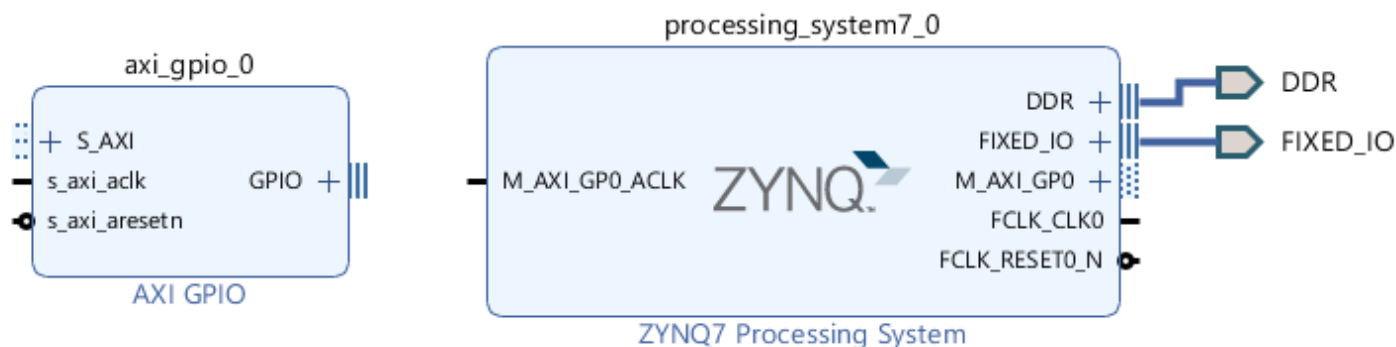 axi_gpio_0
S_AXI
s_axi_aclk
s_axi_aresetn
GPIO
AXI GPIO
processing_system7_0
M_AXI_GP0_ACLK
ZYNQ
DDR
FIXED_IO
M_AXI_GP0
FCLK_CLK0
FCLK_RESET0_N
ZYNQ7 Processing System
DDR
FIXED_IO